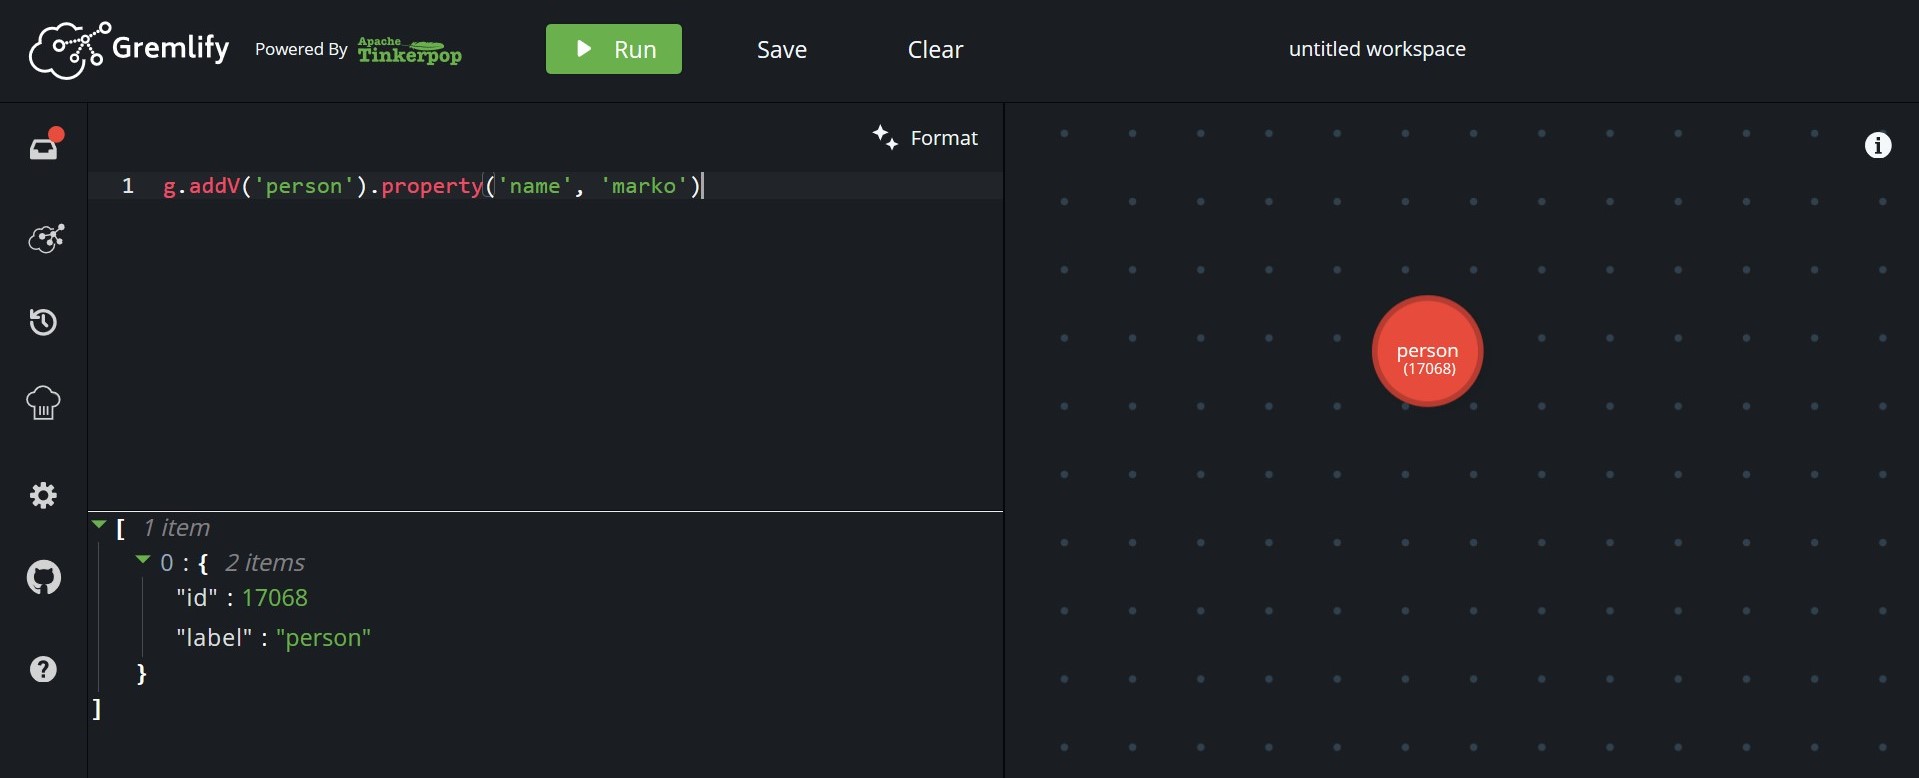 Gremlify Powered By Apache Tinkerpop Run Save Clear untitled workspace
Format
1 g.addV('person').property('name', 'marko')
person
(17068)
[ 1 item
0 : { 2 items
"id" : 17068
"label" : "person"
}
]